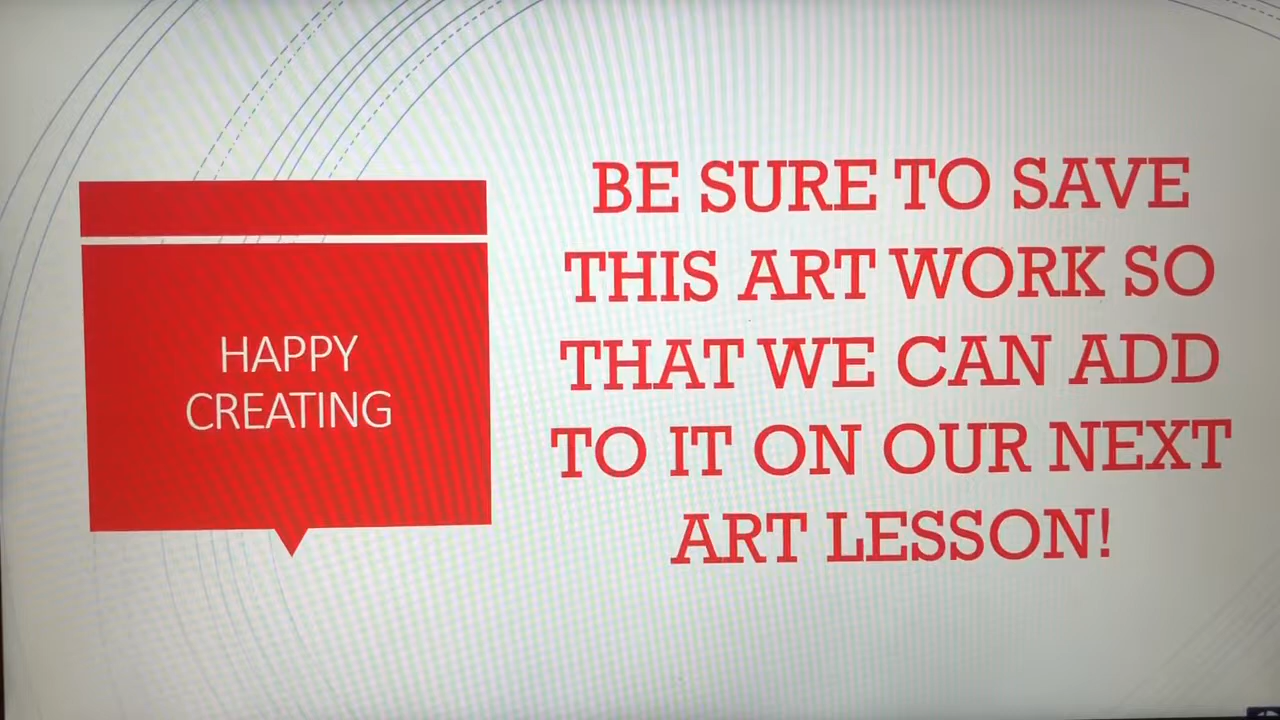 HAPPY
CREATING
BE SURE TO SAVE
THIS ART WORK SO
THAT WE CAN ADD
TO IT ON OUR NEXT
ART LESSON!